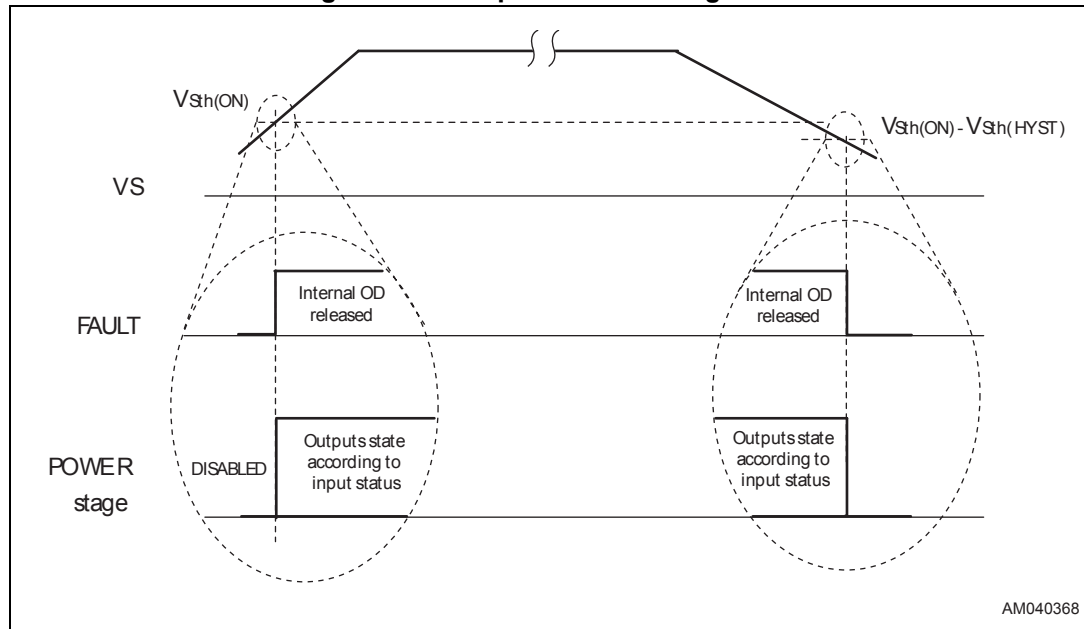 VSth(ON)
VSth(ON) - VSth(HYST)
VS
FAULT
Internal OD
released
Internal OD
released
POWER
stage
DISABLED
Outputs state
according to
input status
Outputs state
according to
input status
AM040368